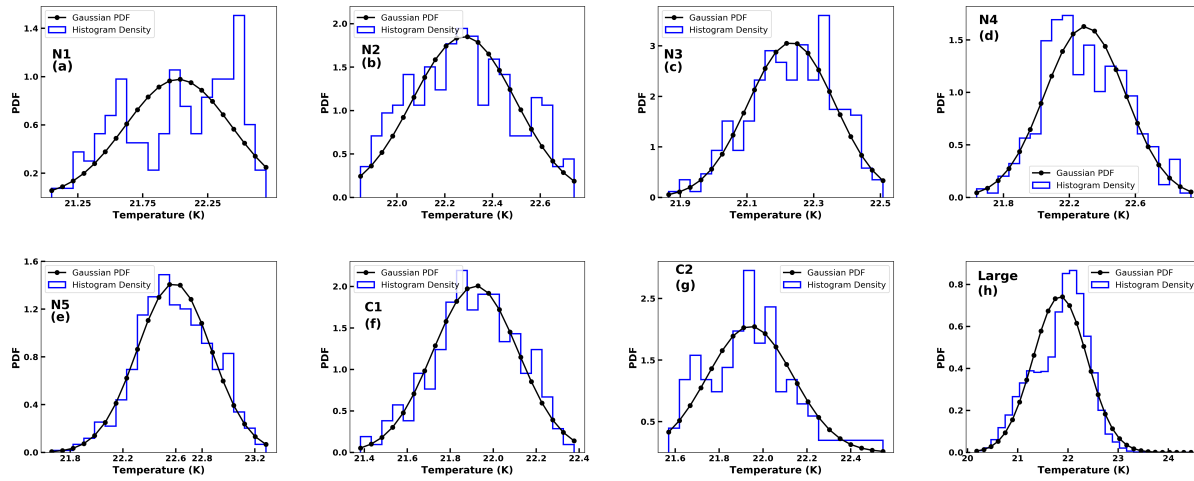 Gaussian PDF
Histogram Density
N1
(a)
PDF
1.4
1.0
0.6
0.2
21.25 21.75 22.25
Temperature (K)
Gaussian PDF
Histogram Density
N2
(b)
PDF
2.0
1.5
1.0
0.5
0.0
22.0 22.2 22.4 22.6
Temperature (K)
Gaussian PDF
Histogram Density
N3
(c)
PDF
3
2
1
0
21.9 22.1 22.3 22.5
Temperature (K)
Gaussian PDF
Histogram Density
N4
(d)
PDF
1.5
1.0
0.5
0.0
21.8 22.2 22.6
Temperature (K)
Gaussian PDF
Histogram Density
N5
(e)
PDF
1.6
1.2
0.8
0.4
0.0
21.8 22.2 22.6 22.8 23.2
Temperature (K)
Gaussian PDF
Histogram Density
C1
(f)
PDF
2.0
1.5
1.0
0.5
0.0
21.4 21.6 21.8 22.0 22.2 22.4
Temperature (K)
Gaussian PDF
Histogram Density
C2
(g)
PDF
2.5
1.5
0.5
21.6 21.8 22.0 22.2 22.4
Temperature (K)
Gaussian PDF
Histogram Density
Large
(h)
PDF
0.8
0.6
0.4
0.2
0.0
20 21 22 23 24
Temperature (K)